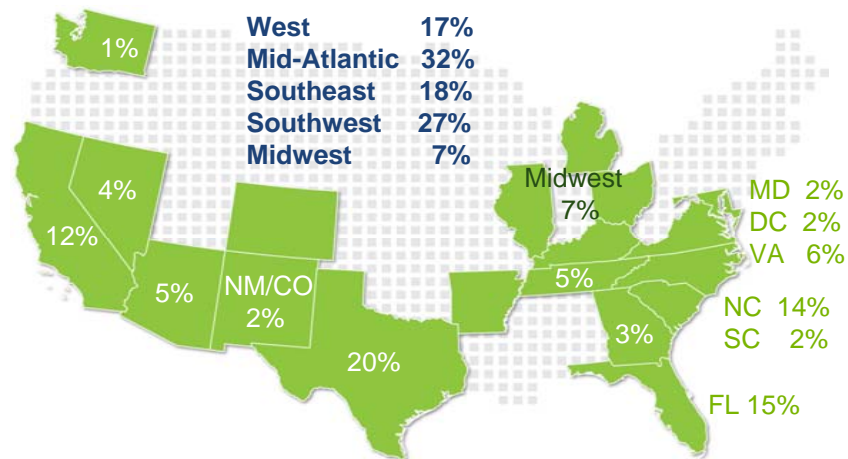 West 17%
Mid-Atlantic 32%
Southeast 18%
Southwest 27%
Midwest 7%
1%
4%
12%
5%
NM/CO
2%
20%
Midwest
7%
5%
3%
MD 2%
DC 2%
VA 6%
NC 14%
SC 2%
FL 15%